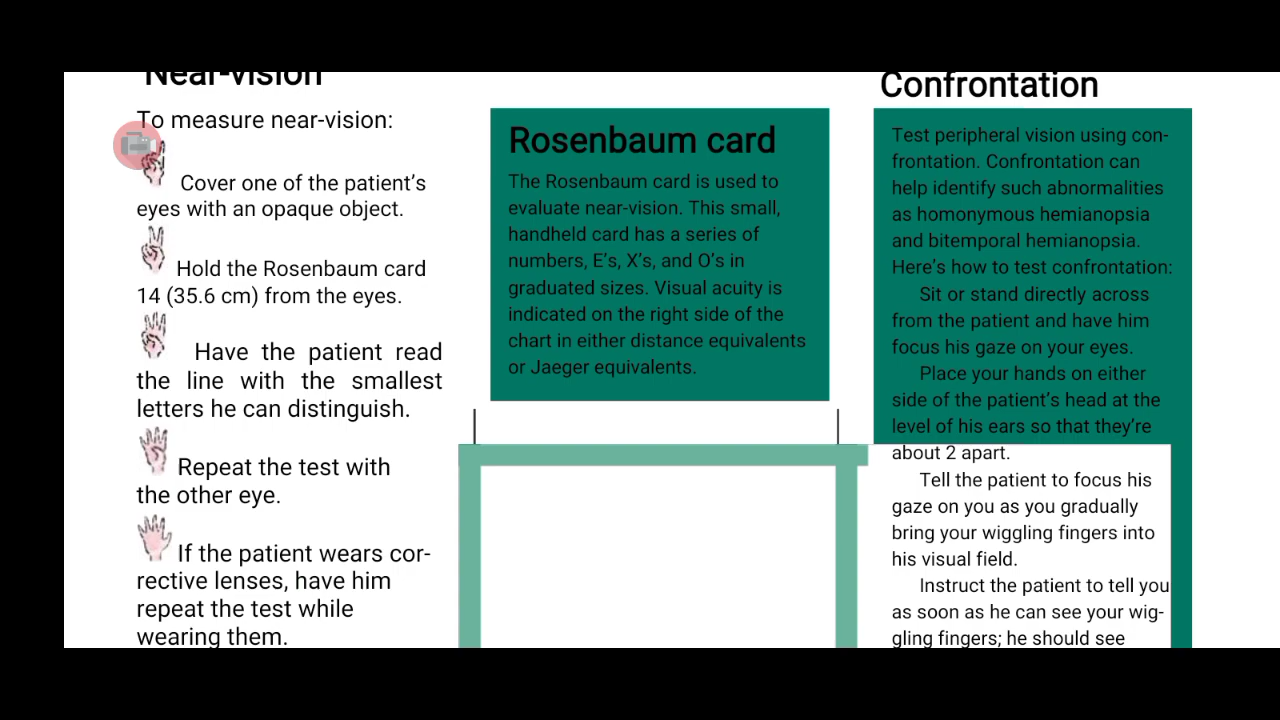 Near-vision
To measure near-vision:
Cover one of the patient’s
eyes with an opaque object.
Hold the Rosenbaum card
14 (35.6 cm) from the eyes.
Have the patient read
the line with the smallest
letters he can distinguish.
Repeat the test with
the other eye.
If the patient wears cor-
rective lenses, have him
repeat the test while
wearing them.
Rosenbaum card
The Rosenbaum card is used to
evaluate near-vision. This small,
handheld card has a series of
numbers, E’s, X’s, and O’s in
graduated sizes. Visual acuity is
indicated on the right side of the
chart in either distance equivalents
or Jaeger equivalents.
Confrontation
Test peripheral vision using con-
frontation. Confrontation can
help identify such abnormalities
as homonymous hemianopsia
and bitemporal hemianopsia.
Here’s how to test confrontation:
Sit or stand directly across
from the patient and have him
focus his gaze on your eyes.
Place your hands on either
side of the patient’s head at the
level of his ears so that they’re
about 2 apart.
Tell the patient to focus his
gaze on you as you gradually
bring your wiggling fingers into
his visual field.
Instruct the patient to tell you
as soon as he can see your wig-
gling fingers; he should see